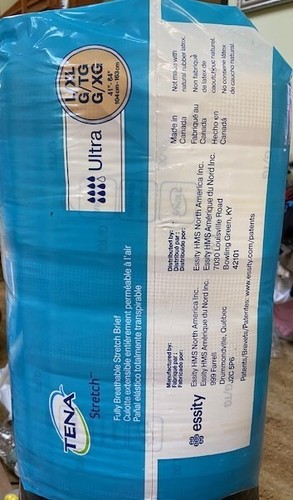 TENA
Stretch™
Fully Breathable Stretch Brief
Culotte extensible entièrement perméable à l'air
Pañal elástico totalmente transpirable
Ultra
L/XL
G/TG
G/XG
41"- 64"
104 cm-163 cm
essity
Manufactured by:
Fabriqué par :
Fabricado por:
Essity HMS North America Inc.
Essity HMS Amérique du Nord Inc.
999 Farrell
Drummondville, Québec
J2C 5P6
Distributed by:
Distribué par :
Distribuido por:
Essity HMS North America Inc.
Essity HMS Amérique du Nord Inc.
7030 Louisville Road
Bowling Green, KY
42101
Patents/Brevets/Patentes: www.essity.com/patents
Made in
Canada
Fabriqué au
Canada
Hecho en
Canadá
Not made with
natural rubber latex.
Non fabriqué
de latex de
caoutchouc naturel.
No contiene látex
de caucho natural.